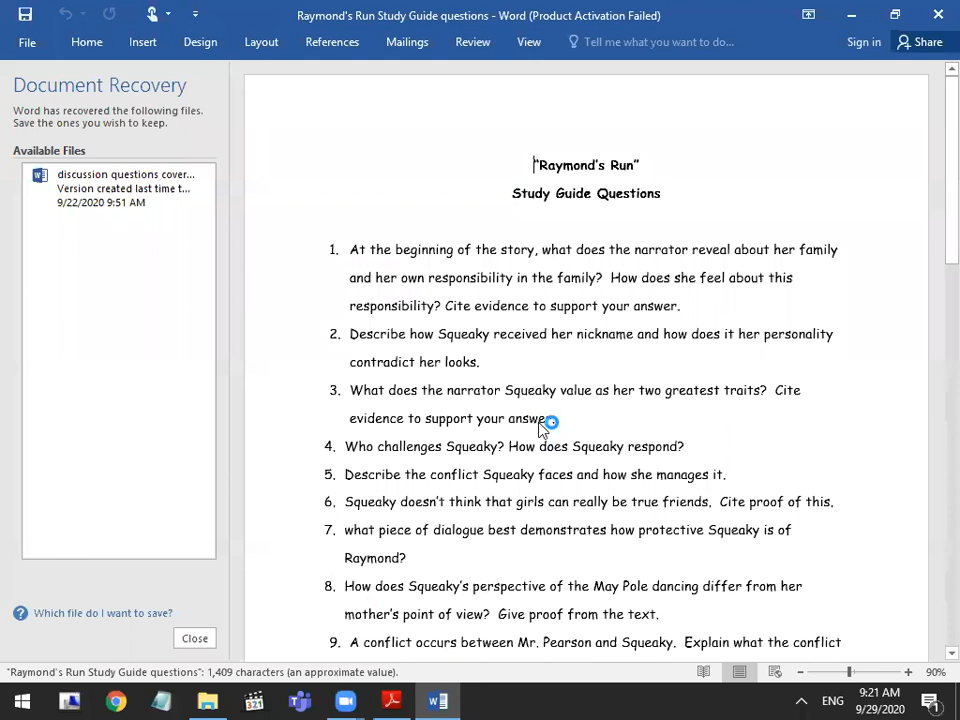 Raymond's Run Study Guide questions - Word (Product Activation Failed)
File Home Insert Design Layout References Mailings Review View Tell me what you want to do... Sign in Share
Document Recovery
Word has recovered the following files.
Save the ones you wish to keep.
Available Files
discussion questions cover...
Version created last time t...
9/22/2020 9:51 AM
Which file do I want to save?
Close
“Raymond’s Run”
Study Guide Questions
1. At the beginning of the story, what does the narrator reveal about her family
and her own responsibility in the family? How does she feel about this
responsibility? Cite evidence to support your answer.
2. Describe how Squeaky received her nickname and how does it her personality
contradict her looks.
3. What does the narrator Squeaky value as her two greatest traits? Cite
evidence to support your answer
4. Who challenges Squeaky? How does Squeaky respond?
5. Describe the conflict Squeaky faces and how she manages it.
6. Squeaky doesn’t think that girls can really be true friends. Cite proof of this.
7. what piece of dialogue best demonstrates how protective Squeaky is of
Raymond?
8. How does Squeaky’s perspective of the May Pole dancing differ from her
mother’s point of view? Give proof from the text.
9. A conflict occurs between Mr. Pearson and Squeaky. Explain what the conflict
"Raymond's Run Study Guide questions": 1,409 characters (an approximate value).
90%
321
ENG
9:21 AM
9/29/2020
1